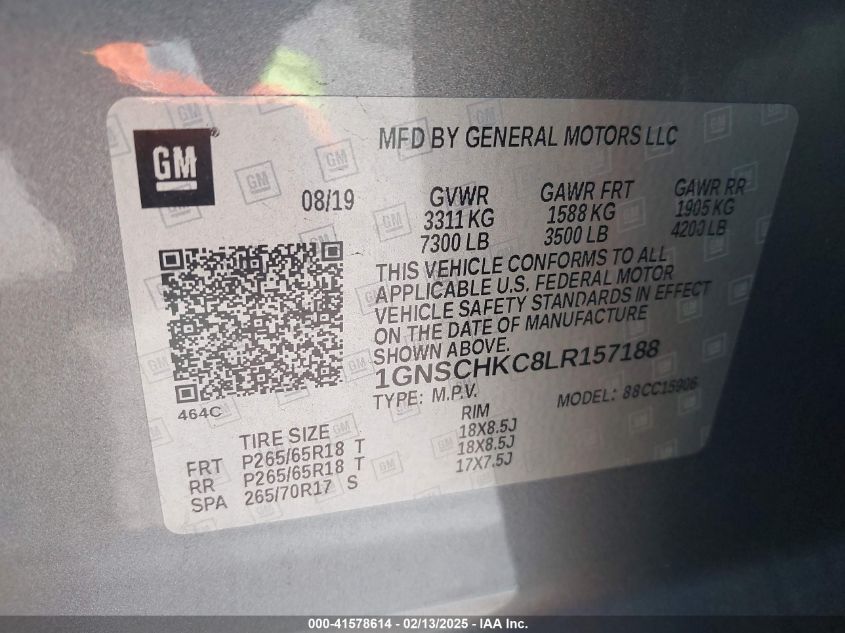 MFD BY GENERAL MOTORS LLC
GM®
08/19
GVWR GAWR FRT GAWR RR
3311 KG 1588 KG 1905 KG
7300 LB 3500 LB 4200 LB
THIS VEHICLE CONFORMS TO ALL
APPLICABLE U.S. FEDERAL MOTOR
VEHICLE SAFETY STANDARDS IN EFFECT
ON THE DATE OF MANUFACTURE
SHOWN ABOVE.
1GNSCHKC8LR157188
TYPE: M.P.V. MODEL: 88CC15906
464C
TIRE SIZE RIM
FRT P265/65R18 T 18X8.5J
RR P265/65R18 T 18X8.5J
SPA 265/70R17 S 17X7.5J
000-41578614 - 02/13/2025 - IAA Inc.